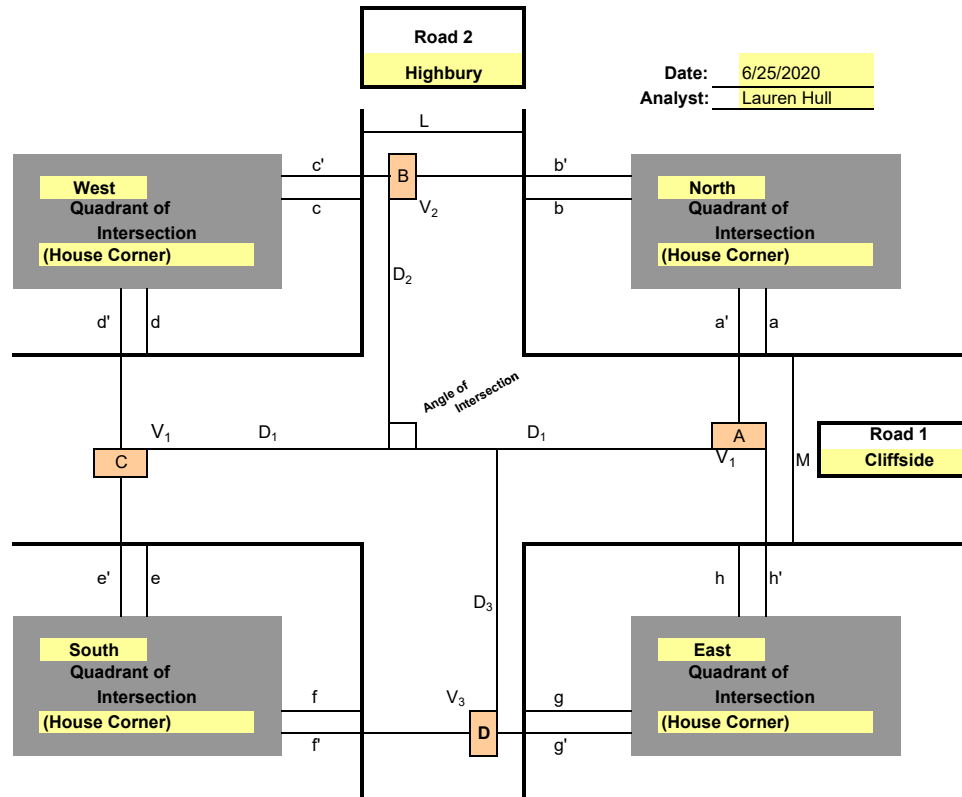 Road 2
Highbury
Date: 6/25/2020
Analyst: Lauren Hull
L
c' B b'
West
Quadrant of
Intersection
(House Corner)
c V2 b
North
Quadrant of
Intersection
(House Corner)
D2
d' d a' a
Angle of
Intersection
V1 D1 D1 A
C V1 M
Road 1
Cliffside
e' e h h'
D3
South
Quadrant of
Intersection
(House Corner)
East
Quadrant of
Intersection
(House Corner)
f V3 g
f' D g'